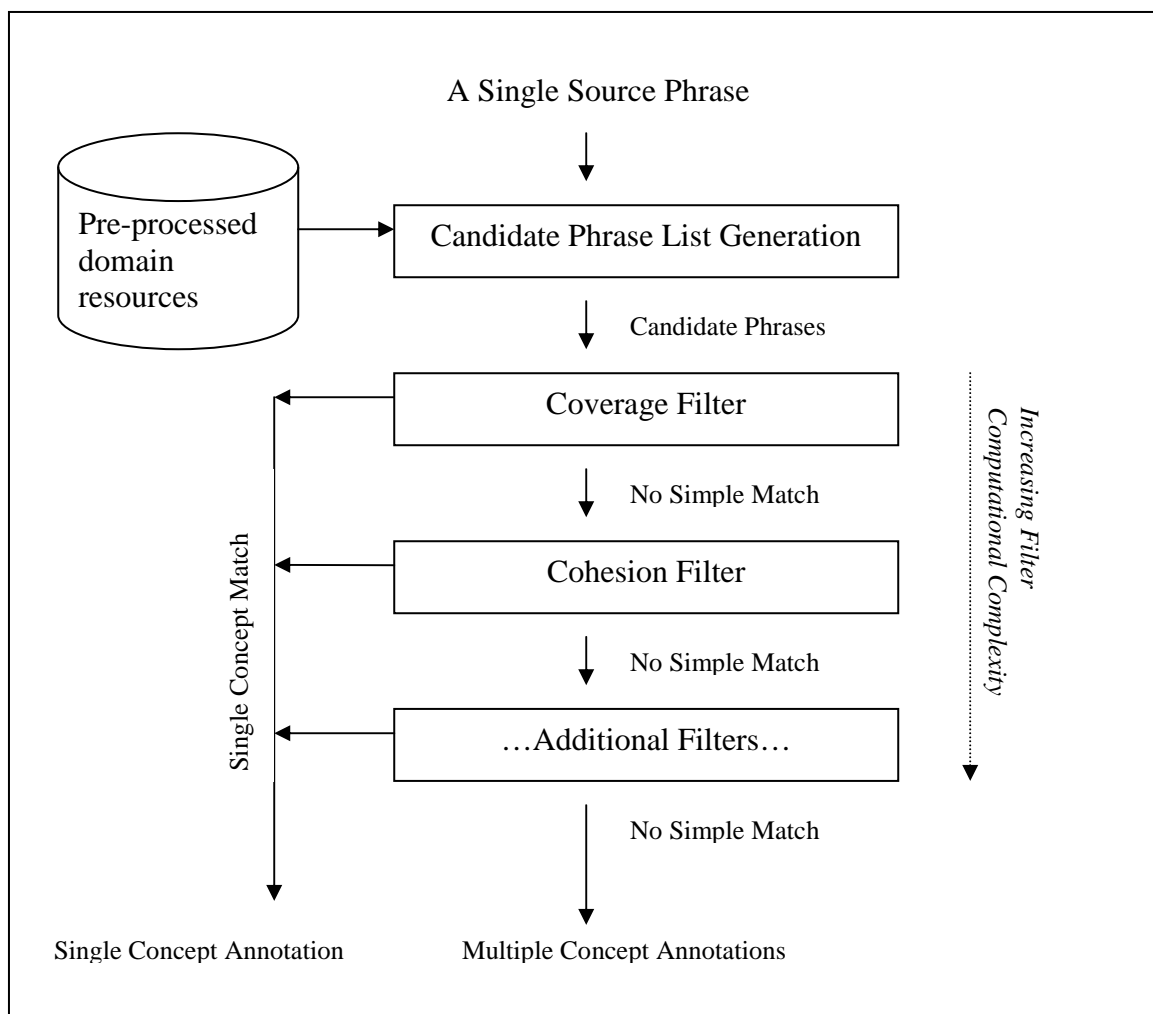 A Single Source Phrase
Pre-processed
domain
resources
Candidate Phrase List Generation
Candidate Phrases
Coverage Filter
No Simple Match
Cohesion Filter
No Simple Match
…Additional Filters…
No Simple Match
Single Concept Match
Increasing Filter
Computational Complexity
Single Concept Annotation
Multiple Concept Annotations